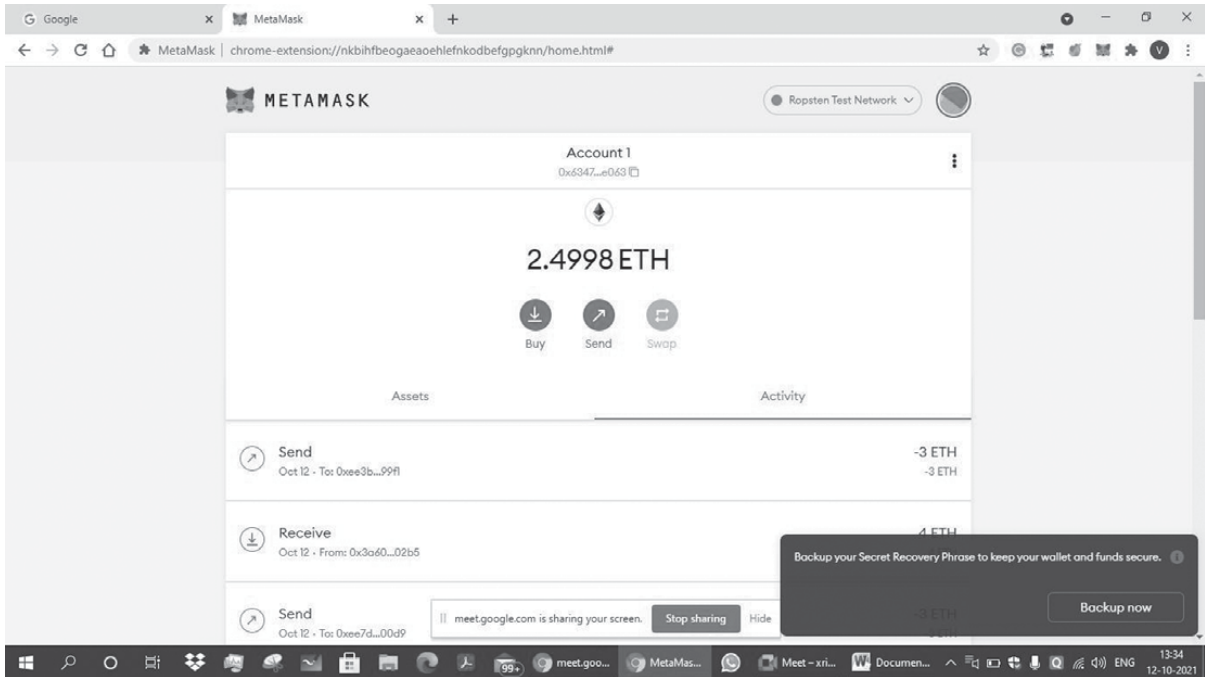 Google
MetaMask
MetaMask
chrome-extension://nkbihfbeogaeaoehlefnkodbefgpgknn/home.html#
V
METAMASK
Ropsten Test Network
Account 1
0x6347...e063
2.4998 ETH
Buy
Send
Swap
Assets
Activity
Send
-3 ETH
Oct 12 · To: 0xee3b...99f1
-3 ETH
Receive
4 ETH
Oct 12 · From: 0x3a60...02b5
Backup your Secret Recovery Phrase to keep your wallet and funds secure.
Backup now
Send
-3 ETH
Oct 12 · To: 0xee7d...00d9
meet.google.com is sharing your screen.
Stop sharing
Hide
99+
meet.goo...
MetaMas...
Meet – xri...
Documen...
ENG
13:34
12-10-2021